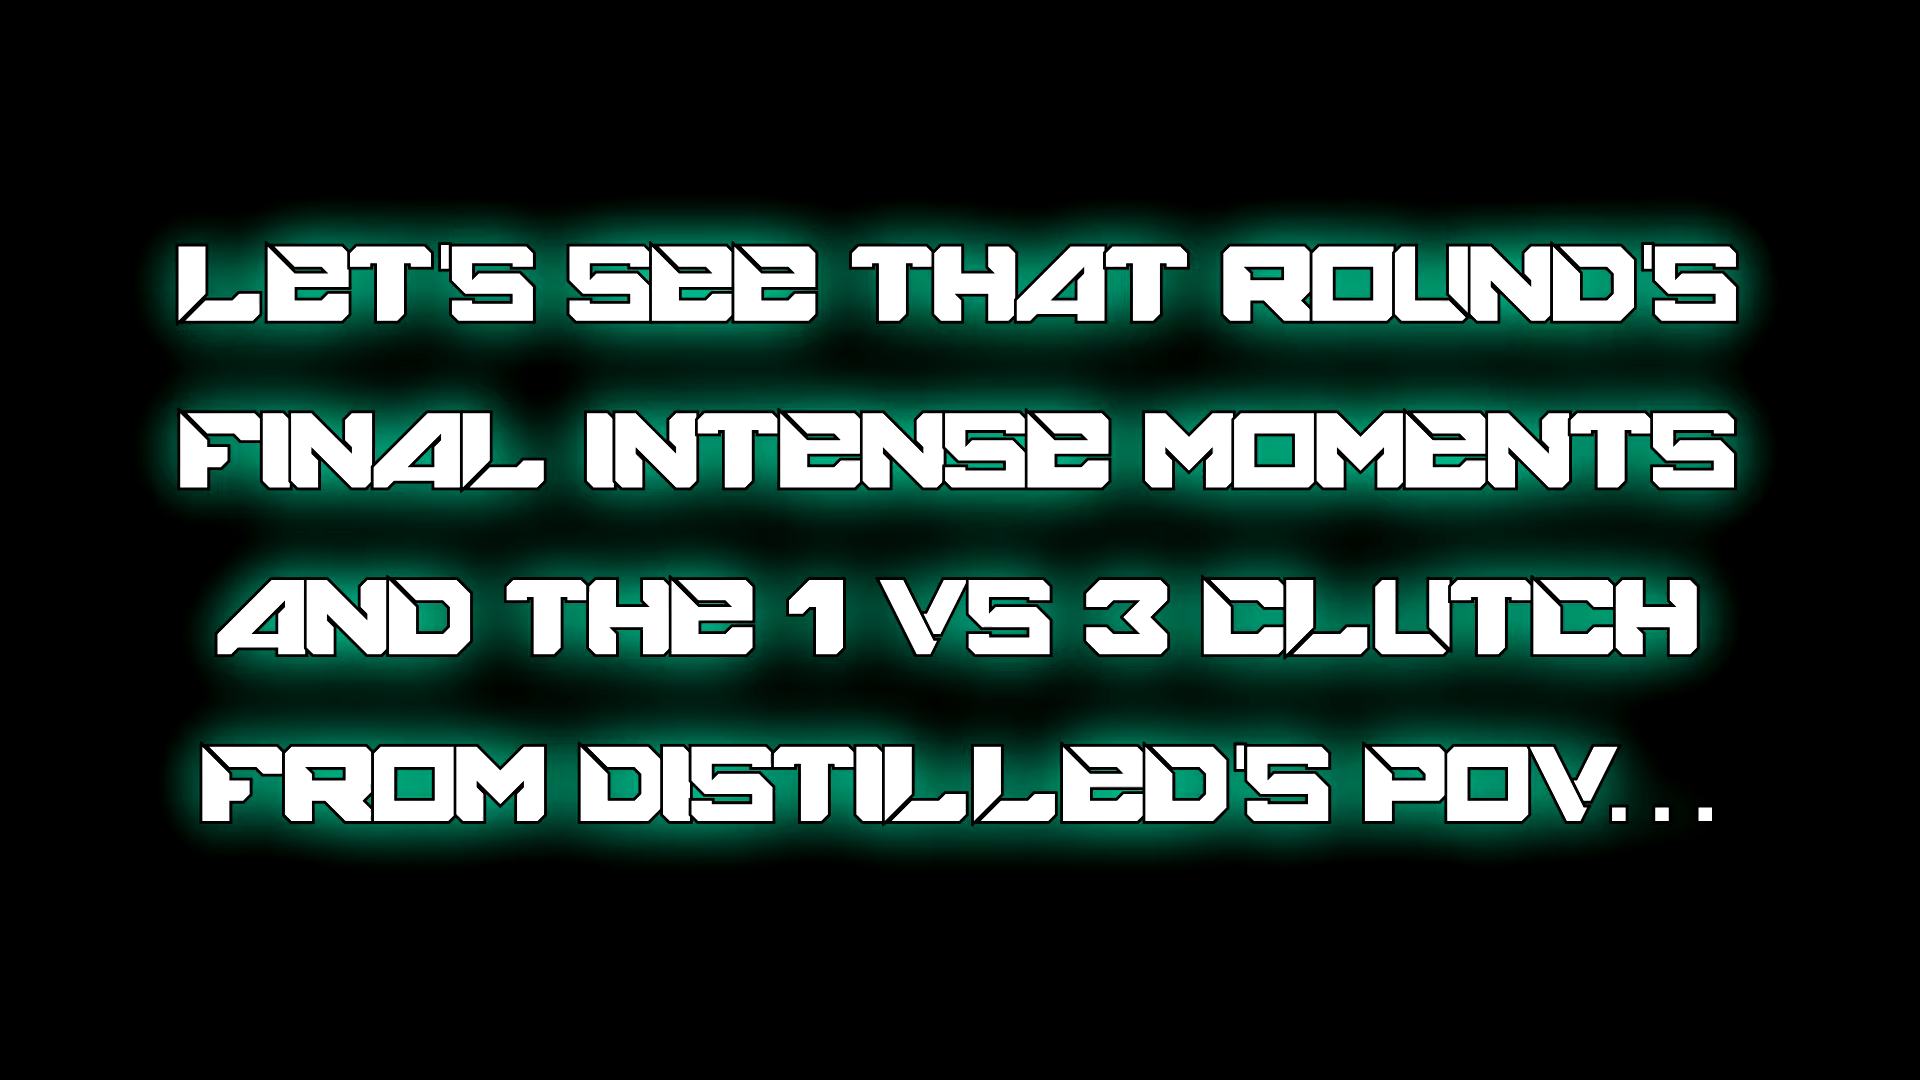 LET'S SEE THAT ROUND'S
FINAL INTENSE MOMENTS
AND THE 1 VS 3 CLUTCH
FROM DISTILLED'S POV...